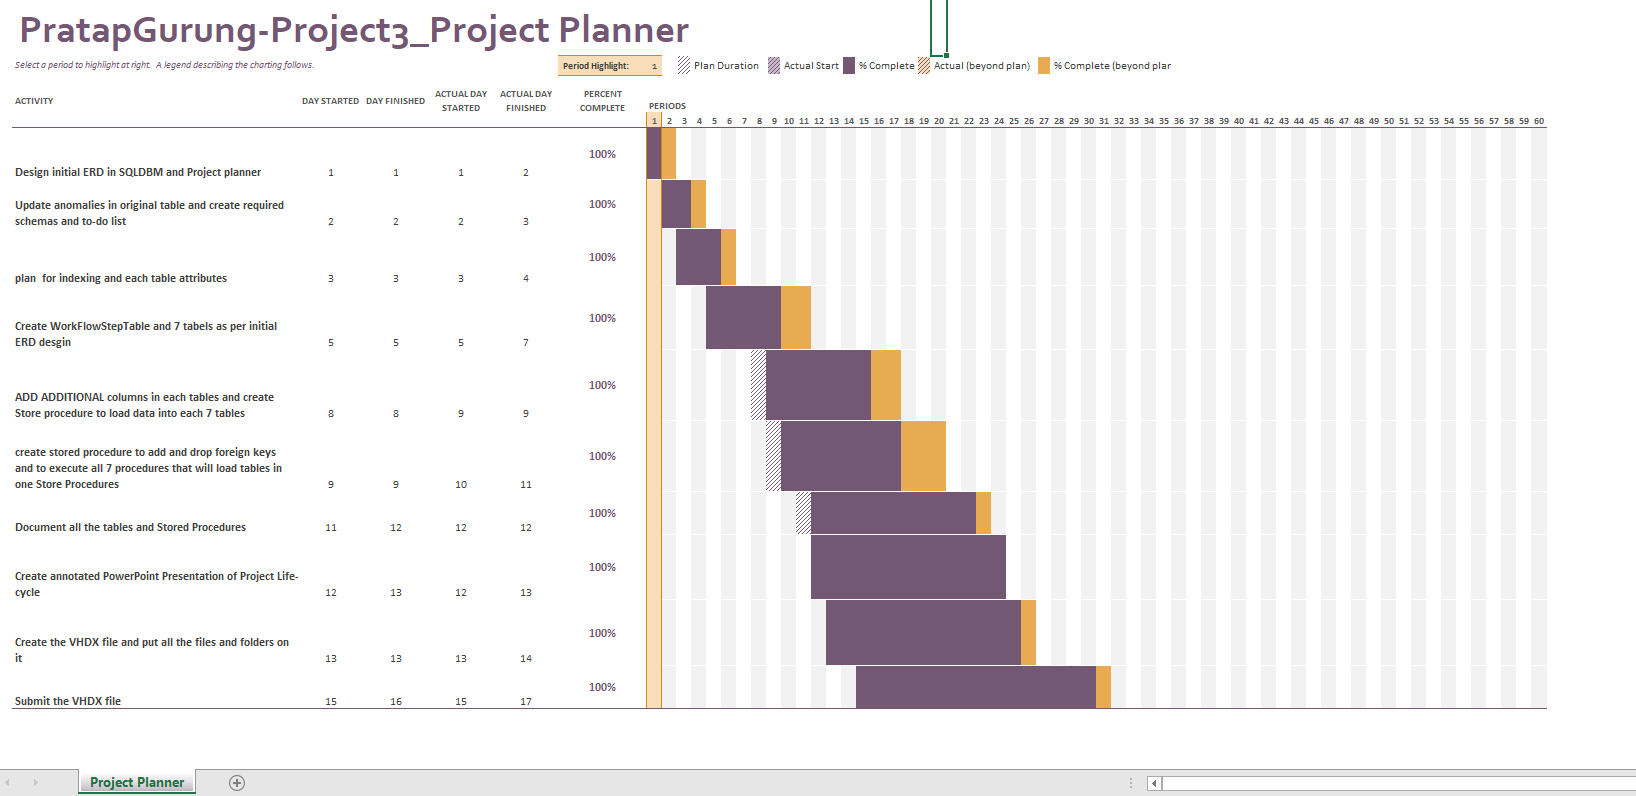 PratapGurung-Project3_Project Planner
Select a period to highlight at right.  A legend describing the charting follows.
Period Highlight: 1
Plan Duration
Actual Start
% Complete
Actual (beyond plan)
% Complete (beyond plar
ACTIVITY
DAY STARTED
DAY FINISHED
ACTUAL DAY
STARTED
ACTUAL DAY
FINISHED
PERCENT
COMPLETE
PERIODS
1 2 3 4 5 6 7 8 9 10 11 12 13 14 15 16 17 18 19 20 21 22 23 24 25 26 27 28 29 30 31 32 33 34 35 36 37 38 39 40 41 42 43 44 45 46 47 48 49 50 51 52 53 54 55 56 57 58 59 60
Design initial ERD in SQLDBM and Project planner 1 1 1 2 100%
Update anomalies in original table and create required
schemas and to-do list 2 2 2 3 100%
plan  for indexing and each table attributes 3 3 3 4 100%
Create WorkFlowStepTable and 7 tabels as per initial
ERD desgin 5 5 5 7 100%
ADD ADDITIONAL columns in each tables and create
Store procedure to load data into each 7 tables 8 8 9 9 100%
create stored procedure to add and drop foreign keys
and to execute all 7 procedures that will load tables in
one Store Procedures 9 9 10 11 100%
Document all the tables and Stored Procedures 11 12 12 12 100%
Create annotated PowerPoint Presentation of Project Life-
cycle 12 13 12 13 100%
Create the VHDX file and put all the files and folders on
it 13 13 13 14 100%
Submit the VHDX file 15 16 15 17 100%
Project Planner